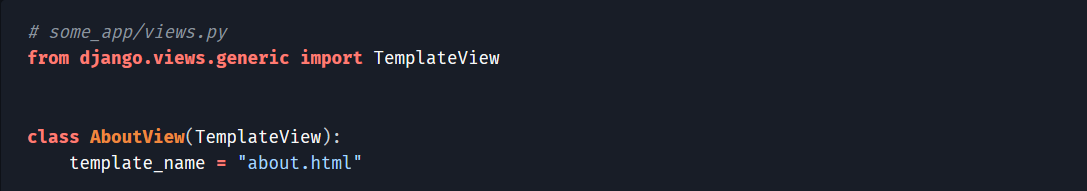 # some_app/views.py
from django.views.generic import TemplateView
class AboutView(TemplateView):
    template_name = "about.html"